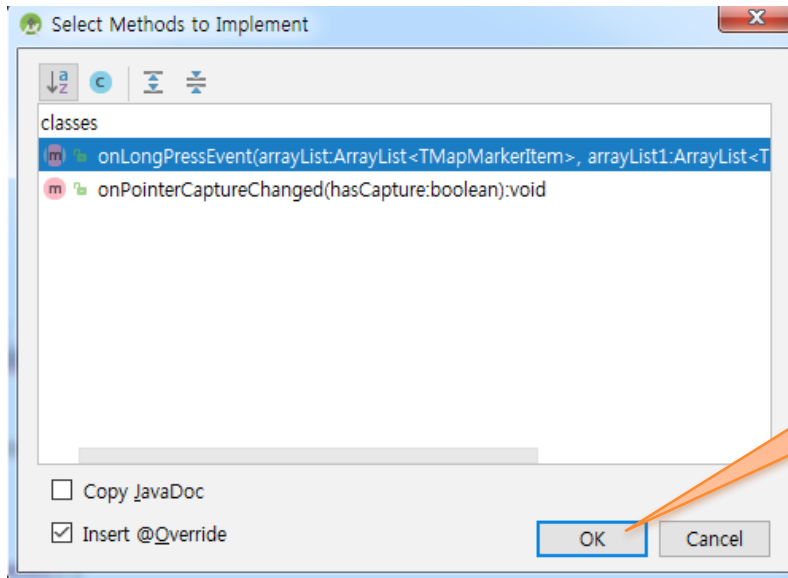 Select Methods to Implement
classes
onLongPressEvent(arrayList:ArrayList<TMapMarkerItem>, arrayList1:ArrayList<T
onPointerCaptureChanged(hasCapture:boolean):void
Copy JavaDoc
Insert @Override
OK Cancel